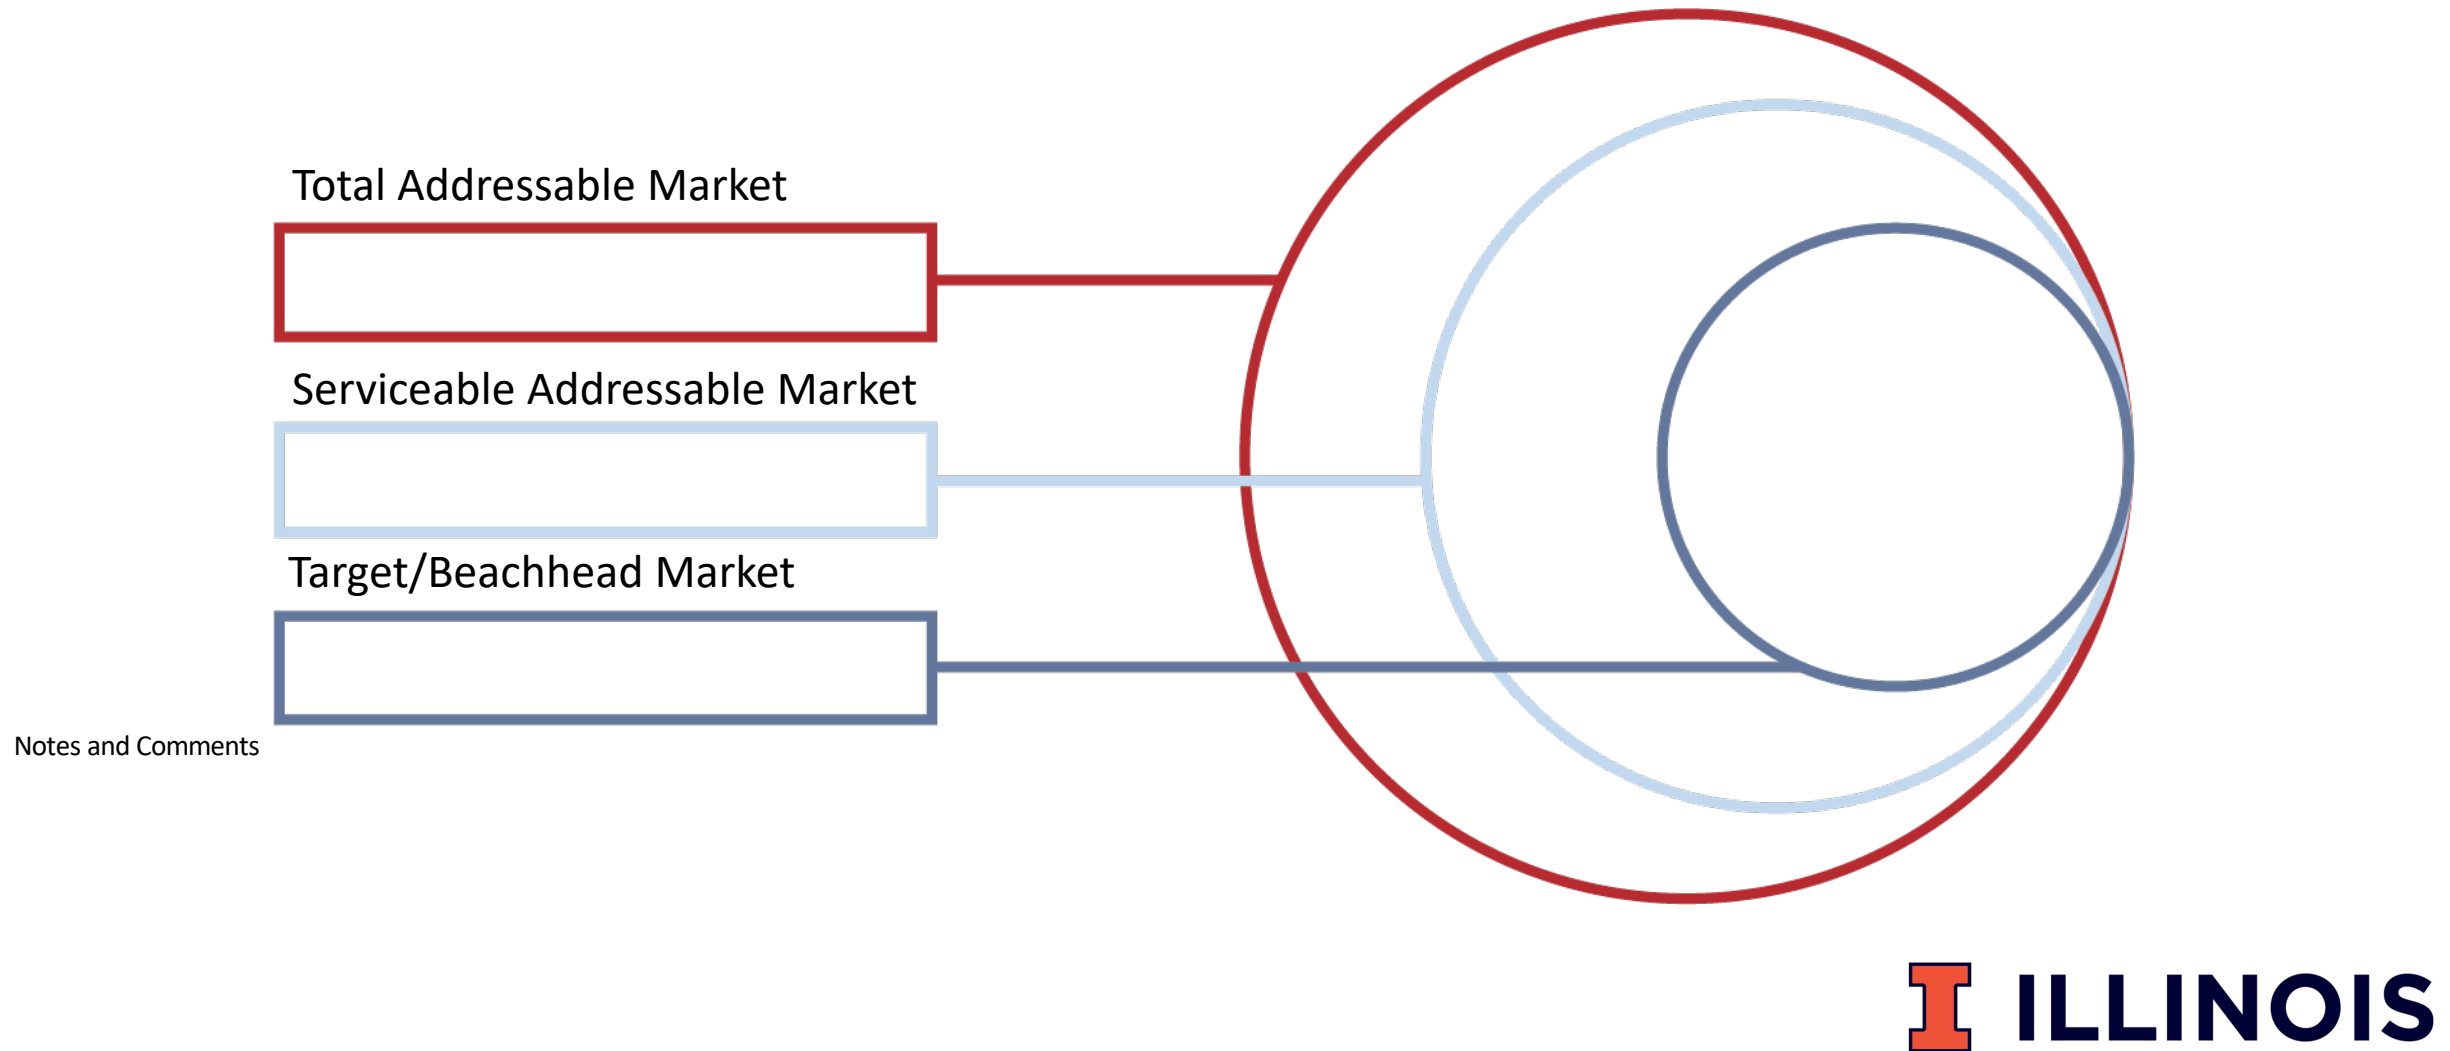 Total Addressable Market
Serviceable Addressable Market
Target/Beachhead Market
Notes and Comments
I ILLINOIS